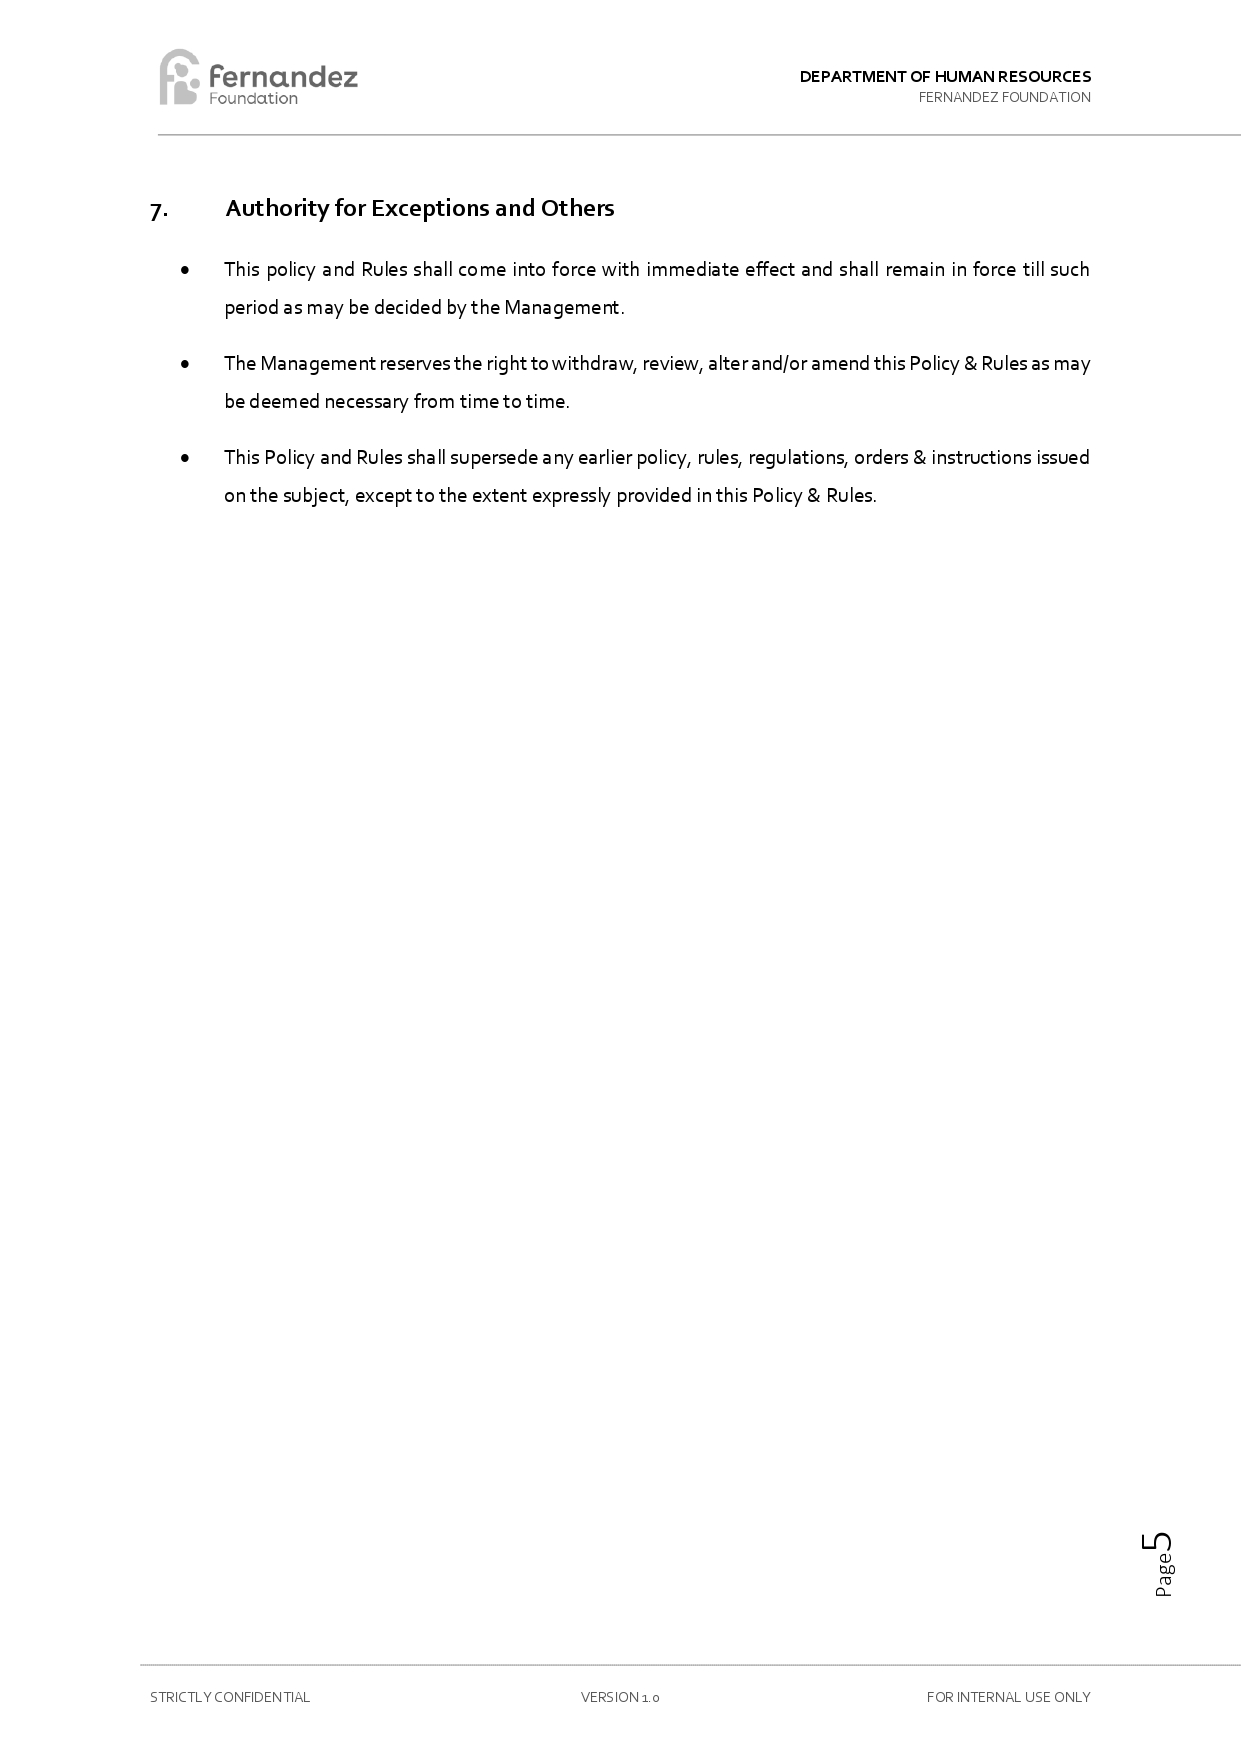 fernandez
Foundation
DEPARTMENT OF HUMAN RESOURCES
FERNANDEZ FOUNDATION
7. Authority for Exceptions and Others
• This policy and Rules shall come into force with immediate effect and shall remain in force till such
period as may be decided by the Management.
• The Management reserves the right to withdraw, review, alter and/or amend this Policy & Rules as may
be deemed necessary from time to time.
• This Policy and Rules shall supersede any earlier policy, rules, regulations, orders & instructions issued
on the subject, except to the extent expressly provided in this Policy & Rules.
Page5
STRICTLY CONFIDENTIAL VERSION 1.0 FOR INTERNAL USE ONLY